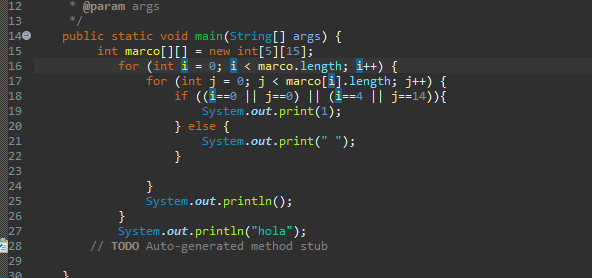 12 * @param args
13 */
14 public static void main(String[] args) {
15 int marco[][] = new int[5][15];
16 for (int i = 0; i < marco.length; i++) {
17 for (int j = 0; j < marco[i].length; j++) {
18 if ((i==0 || j==0) || (i==4 || j==14)){
19 System.out.print(1);
20 } else {
21 System.out.print(" ");
22 }
23
24 }
25 System.out.println();
26 }
27 System.out.println("hola");
28 // TODO Auto-generated method stub
29
30 }